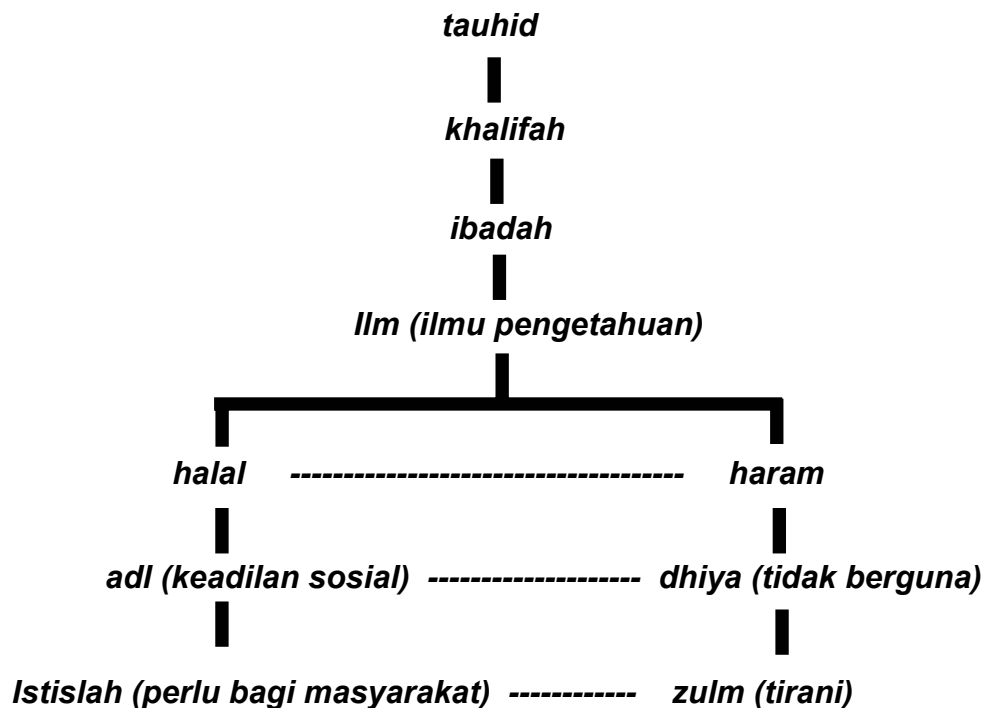 tauhid
khalifah
ibadah
Ilm (ilmu pengetahuan)
halal ------------------------------------- haram
adl (keadilan sosial) -------------------- dhiya (tidak berguna)
Istislah (perlu bagi masyarakat) ------------ zulm (tirani)